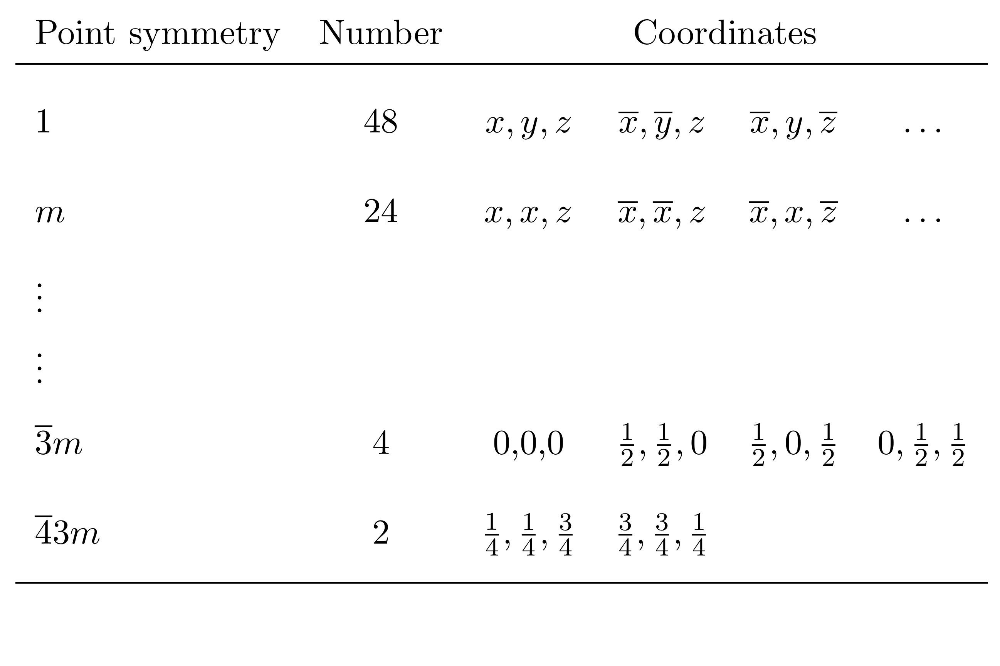 Point symmetry Number Coordinates
1 48 x, y, z x̅, y̅, z x̅, y, z̅ …
m 24 x, x, z x̅, x̅, z x̅, x, z̅ …
⋮
⋮
3̅m 4 0,0,0 1/2, 1/2, 0 1/2, 0, 1/2 0, 1/2, 1/2
4̅3m 2 1/4, 1/4, 3/4 3/4, 3/4, 1/4